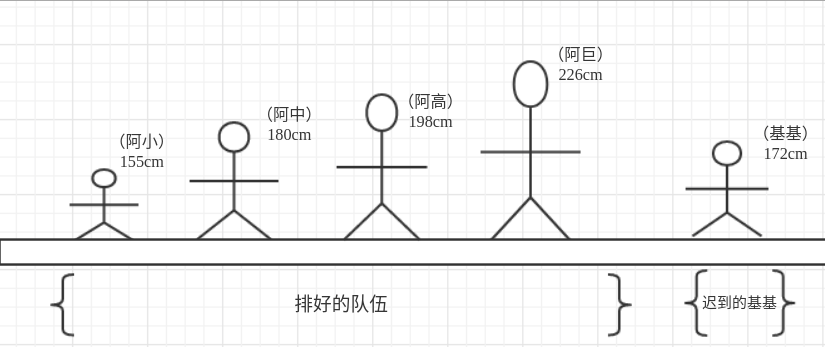 （阿小）
155cm
（阿中）
180cm
（阿高）
198cm
（阿巨）
226cm
（基基）
172cm
排好的队伍
迟到的基基